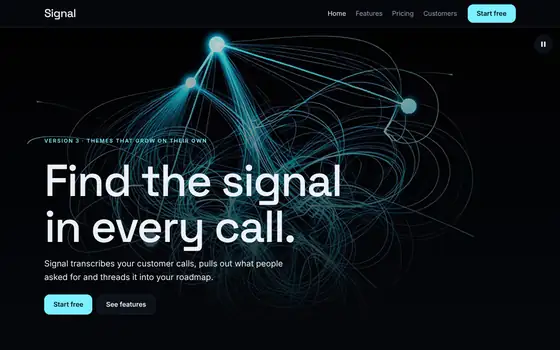 Signal
Home Features Pricing Customers Start free
VERSION 3 · THEMES THAT GROW ON THEIR OWN
Find the signal
in every call.
Signal transcribes your customer calls, pulls out what people
asked for and threads it into your roadmap.
Start free See features